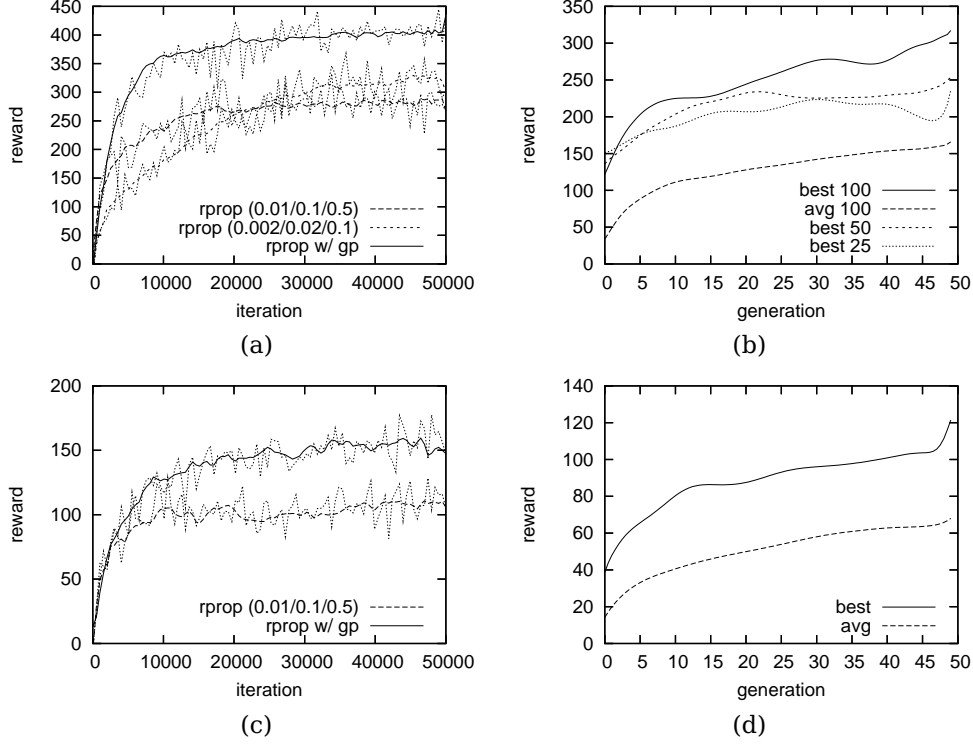 450
400
350
300
250
200
150
100
50
0
reward
0 10000 20000 30000 40000 50000
iteration
rprop (0.01/0.1/0.5)
rprop (0.002/0.02/0.1)
rprop w/ gp
(a)
350
300
250
200
150
100
50
0
reward
0 5 10 15 20 25 30 35 40 45 50
generation
best 100
avg 100
best 50
best 25
(b)
200
150
100
50
0
reward
0 10000 20000 30000 40000 50000
iteration
rprop (0.01/0.1/0.5)
rprop w/ gp
(c)
140
120
100
80
60
40
20
0
reward
0 5 10 15 20 25 30 35 40 45 50
generation
best
avg
(d)